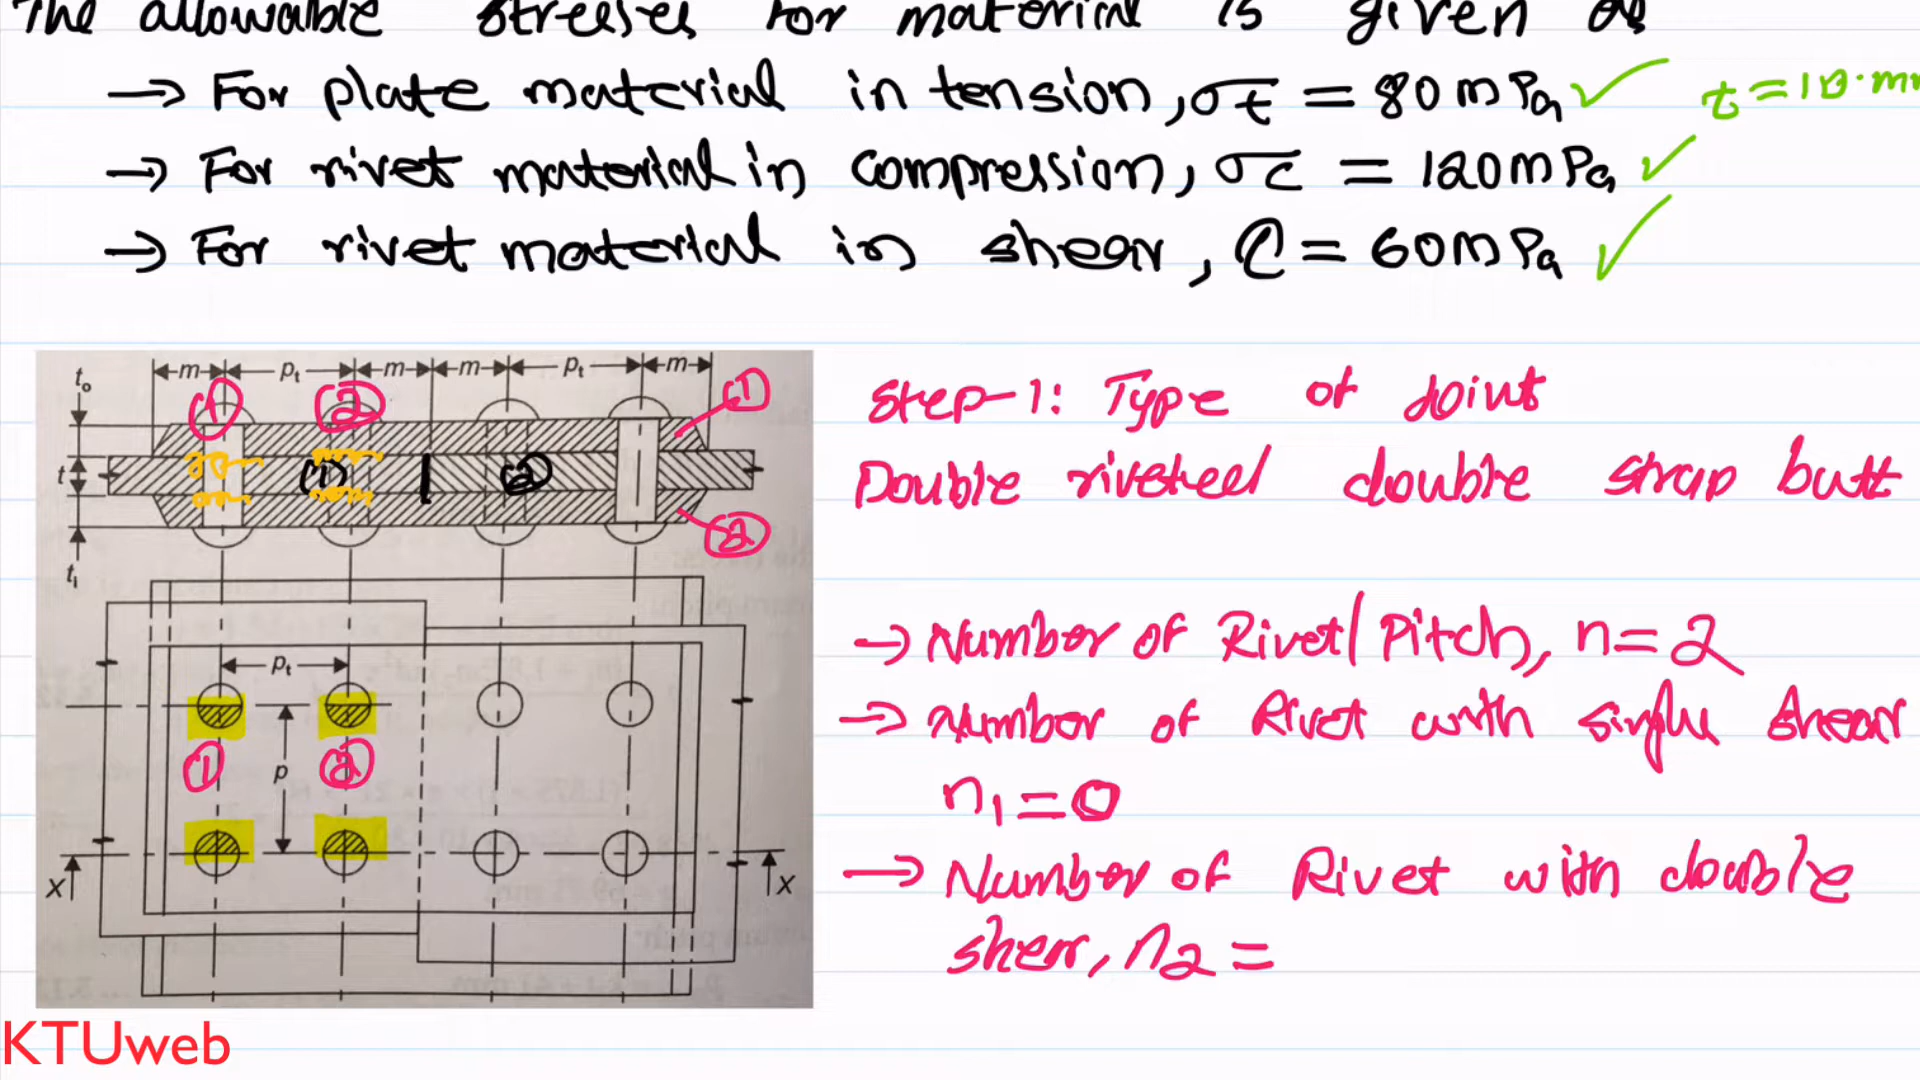 The allowable stresses for material is given as
→ For plate material in tension, σt = 80 MPa ✓ t = 10 mm
→ For rivet material in compression, σc = 120 MPa ✓
→ For rivet material in shear, τ = 60 MPa ✓
m pt m m pt m
to
① ② ①
t (1) (2)
②
t1
Step-1: Type of Joint
Double riveted double strap butt
→ Number of Rivet/Pitch, n = 2
pt
→ Number of Rivet with single shear
① p ②
n1 = 0
→ Number of Rivet with double
X X
shear, n2 =
KTUweb